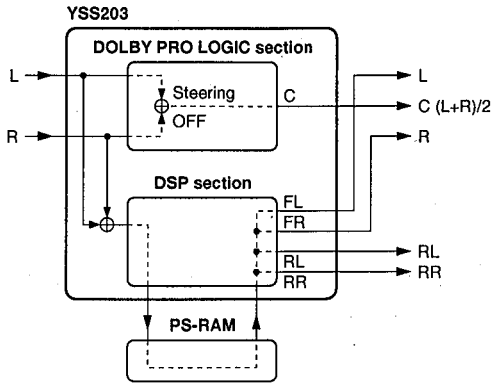 YSS203
DOLBY PRO LOGIC section
L
Steering
OFF
C
L
C (L+R)/2
R
R
DSP section
FL
FR
RL
RR
RL
RR
PS-RAM